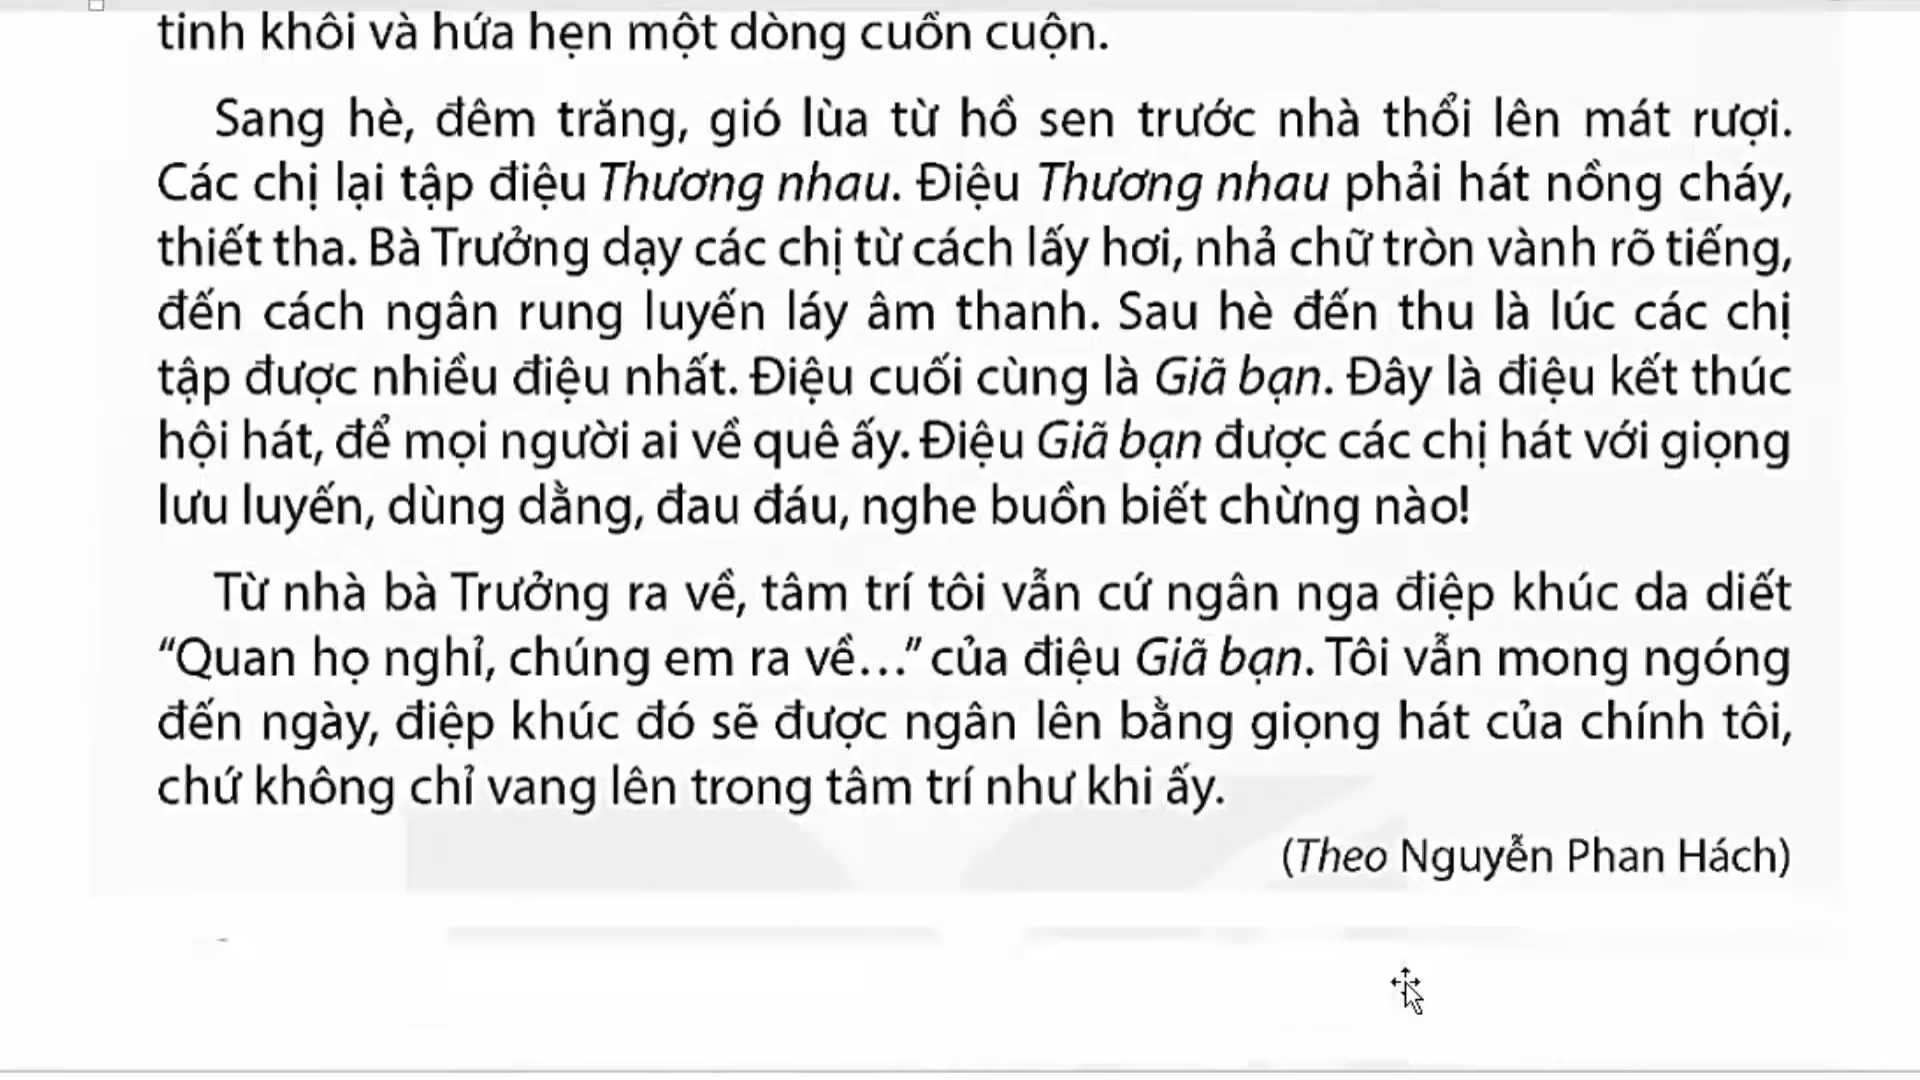 tinh khôi và hứa hẹn một dòng cuồn cuộn.
Sang hè, đêm trăng, gió lùa từ hồ sen trước nhà thổi lên mát rượi.
Các chị lại tập điệu Thương nhau. Điệu Thương nhau phải hát nồng cháy,
thiết tha. Bà Trưởng dạy các chị từ cách lấy hơi, nhả chữ tròn vành rõ tiếng,
đến cách ngân rung luyến láy âm thanh. Sau hè đến thu là lúc các chị
tập được nhiều điệu nhất. Điệu cuối cùng là Giã bạn. Đây là điệu kết thúc
hội hát, để mọi người ai về quê ấy. Điệu Giã bạn được các chị hát với giọng
lưu luyến, dùng dằng, đau đáu, nghe buồn biết chừng nào!
Từ nhà bà Trưởng ra về, tâm trí tôi vẫn cứ ngân nga điệp khúc da diết
“Quan họ nghỉ, chúng em ra về...” của điệu Giã bạn. Tôi vẫn mong ngóng
đến ngày, điệp khúc đó sẽ được ngân lên bằng giọng hát của chính tôi,
chứ không chỉ vang lên trong tâm trí như khi ấy.
(Theo Nguyễn Phan Hách)